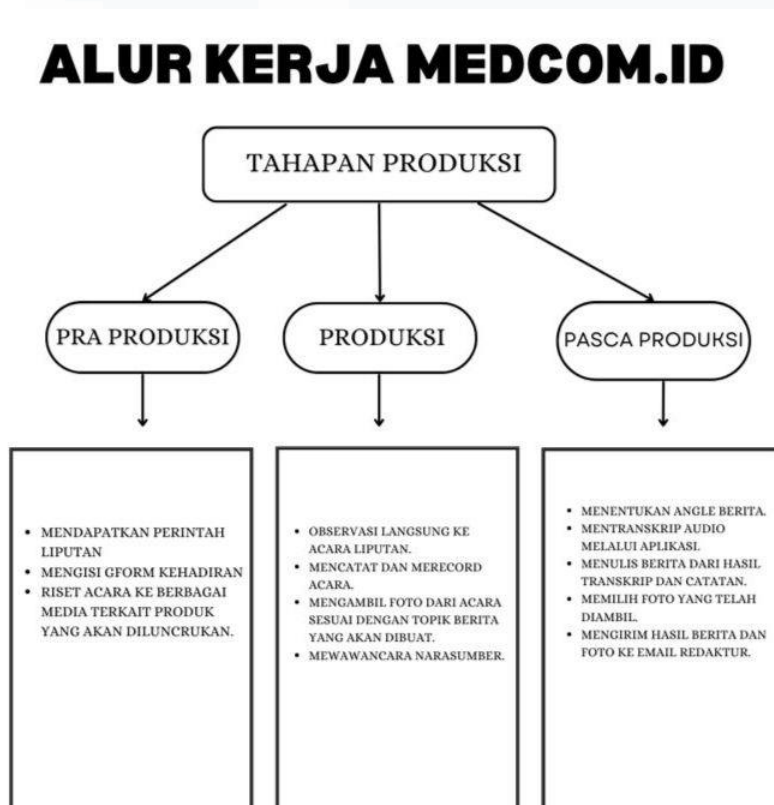 ALUR KERJA MEDCOM.ID
TAHAPAN PRODUKSI
PRA PRODUKSI
PRODUKSI
PASCA PRODUKSI
• MENDAPATKAN PERINTAH
LIPUTAN
• MENGISI GFORM KEHADIRAN
• RISET ACARA KE BERBAGAI
MEDIA TERKAIT PRODUK
YANG AKAN DILUNCRUKAN.
• OBSERVASI LANGSUNG KE
ACARA LIPUTAN.
• MENCATAT DAN MERECORD
ACARA.
• MENGAMBIL FOTO DARI ACARA
SESUAI DENGAN TOPIK BERITA
YANG AKAN DIBUAT.
• MEWAWANCARA NARASUMBER.
• MENENTUKAN ANGLE BERITA.
• MENTRANSKRIP AUDIO
MELALUI APLIKASI.
• MENULIS BERITA DARI HASIL
TRANSKRIP DAN CATATAN.
• MEMILIH FOTO YANG TELAH
DIAMBIL.
• MENGIRIM HASIL BERITA DAN
FOTO KE EMAIL REDAKTUR.